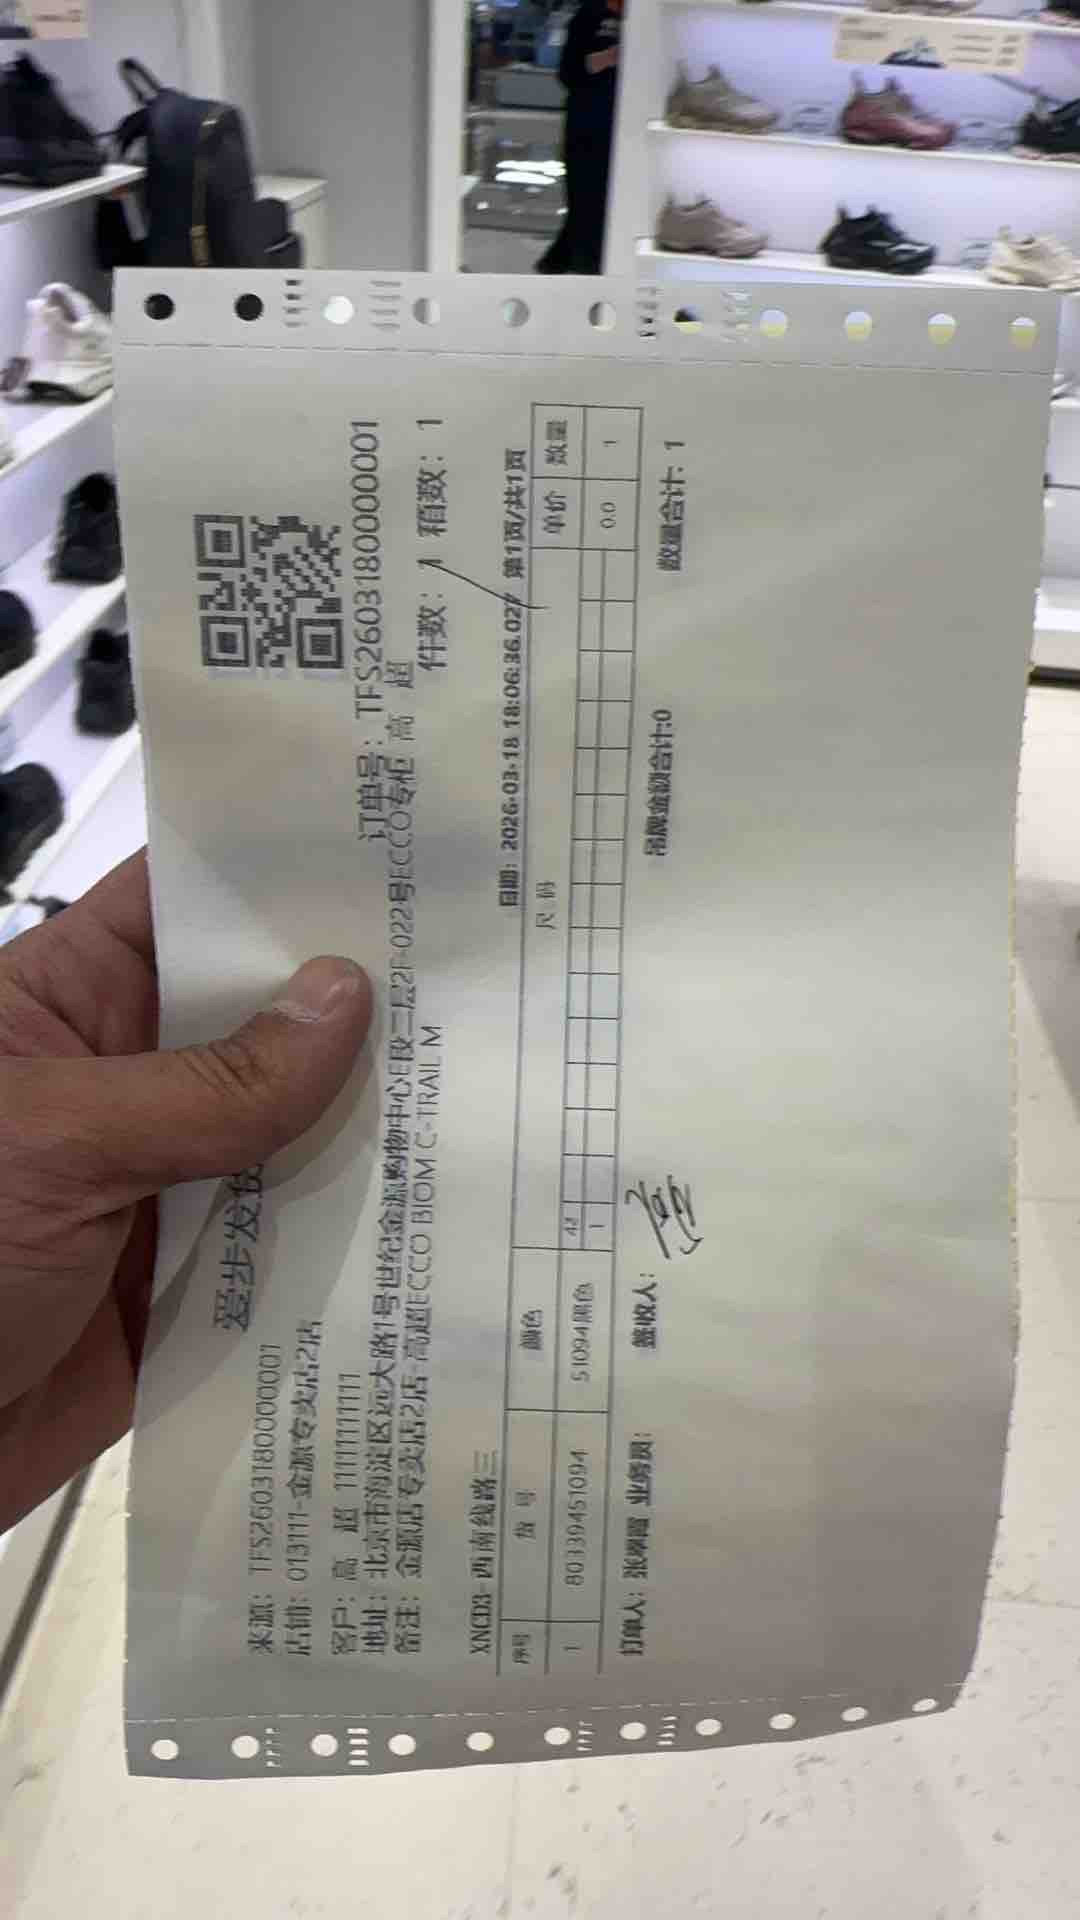 爱步发货
来源：TFS260318000001
店铺：013111-金源专卖店2店
订单号：TFS260318000001
客户：高 超 11111111111
地址：北京市海淀区远大路1号世纪金源购物中心E段二层2F-022号ECCO专柜 高 超
备注：金源店专卖店2店-高超ECCO BIOM C-TRAIL M
件数：1 箱数：1
XNCD3-西南线路三
日期：2026-03-18 18:06:36.027 第1页/共1页
序号 货号 颜色 尺码 单价 数量
42
1 80339451094 51094黑色 1 0.0 1
打单人：张翠霞 业务员： 签收人： 吊牌金额合计:0 数量合计: 1